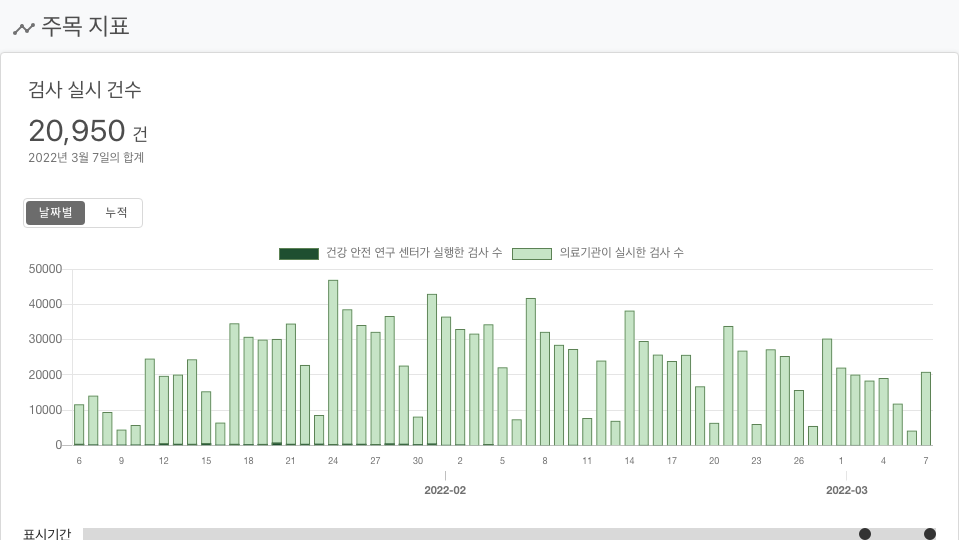 주목 지표
검사 실시 건수
20,950 건
2022년 3월 7일의 합계
날짜별 누적
건강 안전 연구 센터가 실행한 검사 수 의료기관이 실시한 검사 수
50000
40000
30000
20000
10000
0
6 9 12 15 18 21 24 27 30 2 5 8 11 14 17 20 23 26 1 4 7
2022-02 2022-03
표시기간